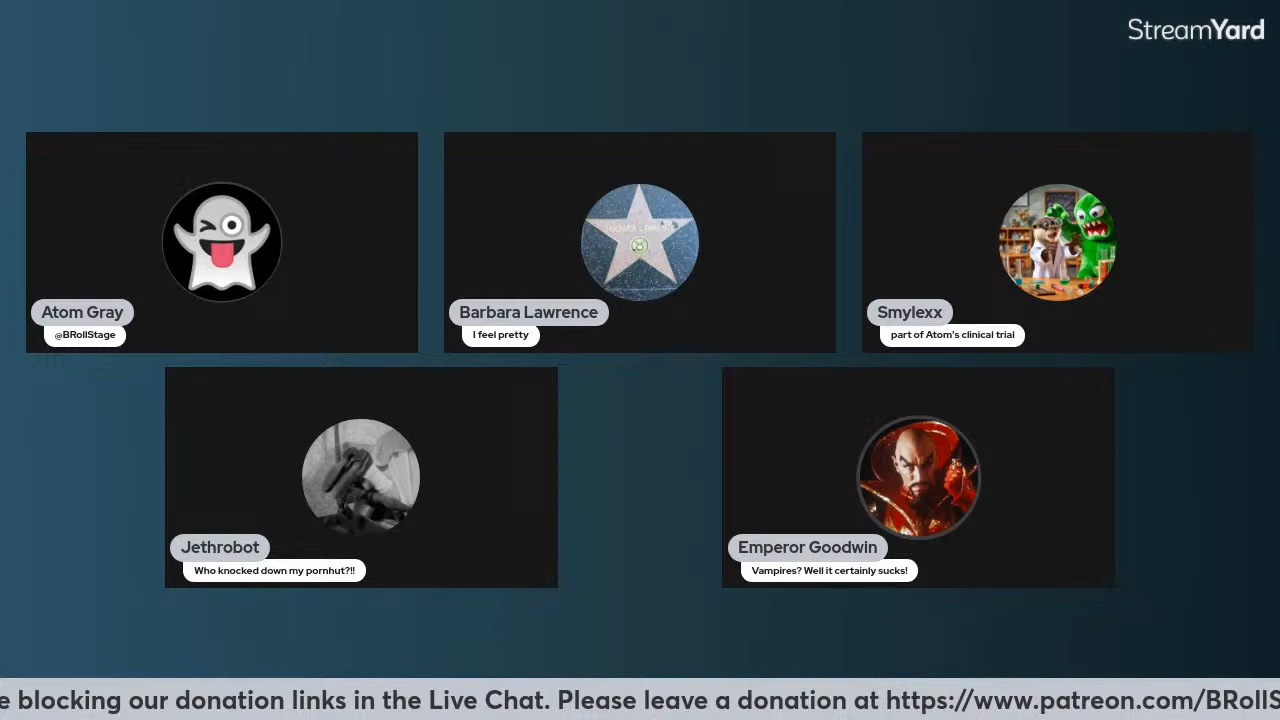 StreamYard
Atom Gray
@BRollStage
BARBARA LAWRENCE
Barbara Lawrence
I feel pretty
Smylexx
part of Atom's clinical trial
Jethrobot
Who knocked down my pornhut?!!
Emperor Goodwin
Vampires? Well it certainly sucks!
e blocking our donation links in the Live Chat. Please leave a donation at https://www.patreon.com/BRollS